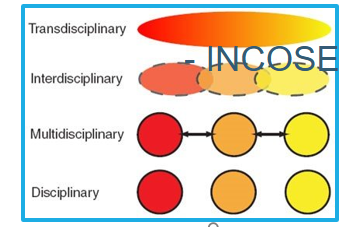 Transdisciplinary
- INCOSE
Interdisciplinary
Multidisciplinary
Disciplinary